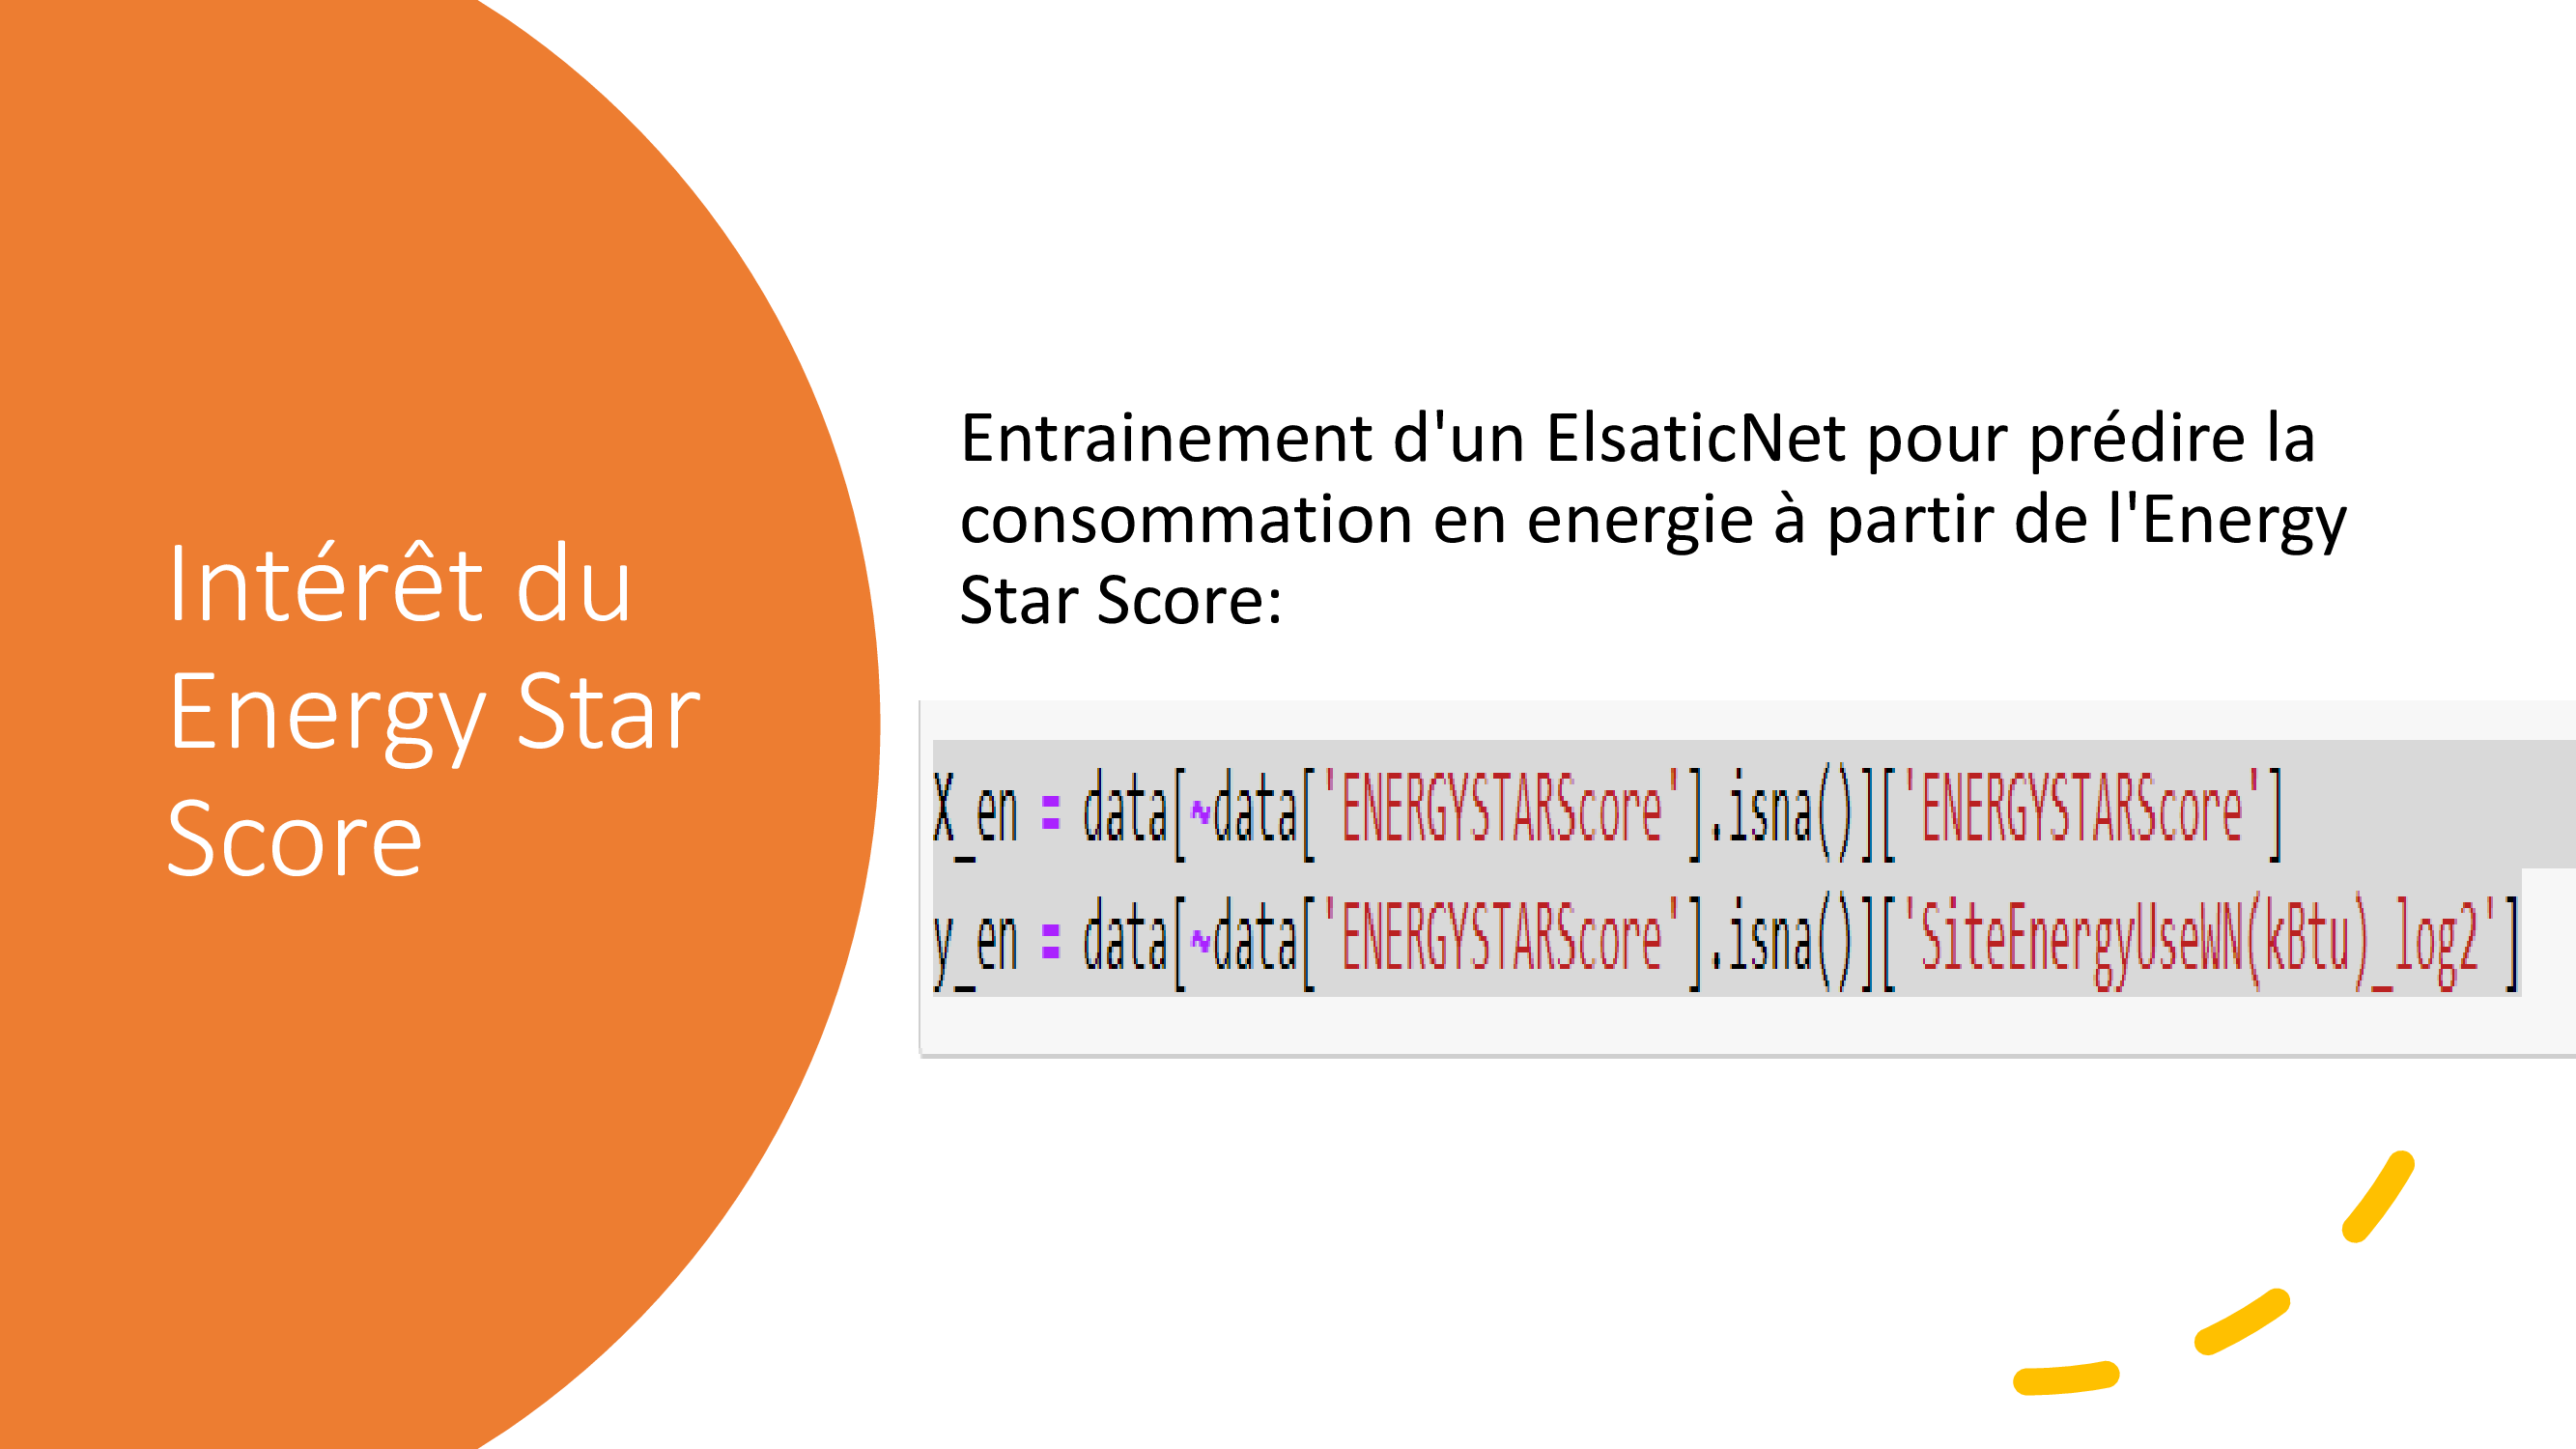 Intérêt du
Energy Star
Score
Entrainement d'un ElsaticNet pour prédire la
consommation en energie à partir de l'Energy
Star Score:
X_en = data[~data['ENERGYSTARScore'].isna()]['ENERGYSTARScore']
y_en = data[~data['ENERGYSTARScore'].isna()]['SiteEnergyUseWN(kBtu)_log2']